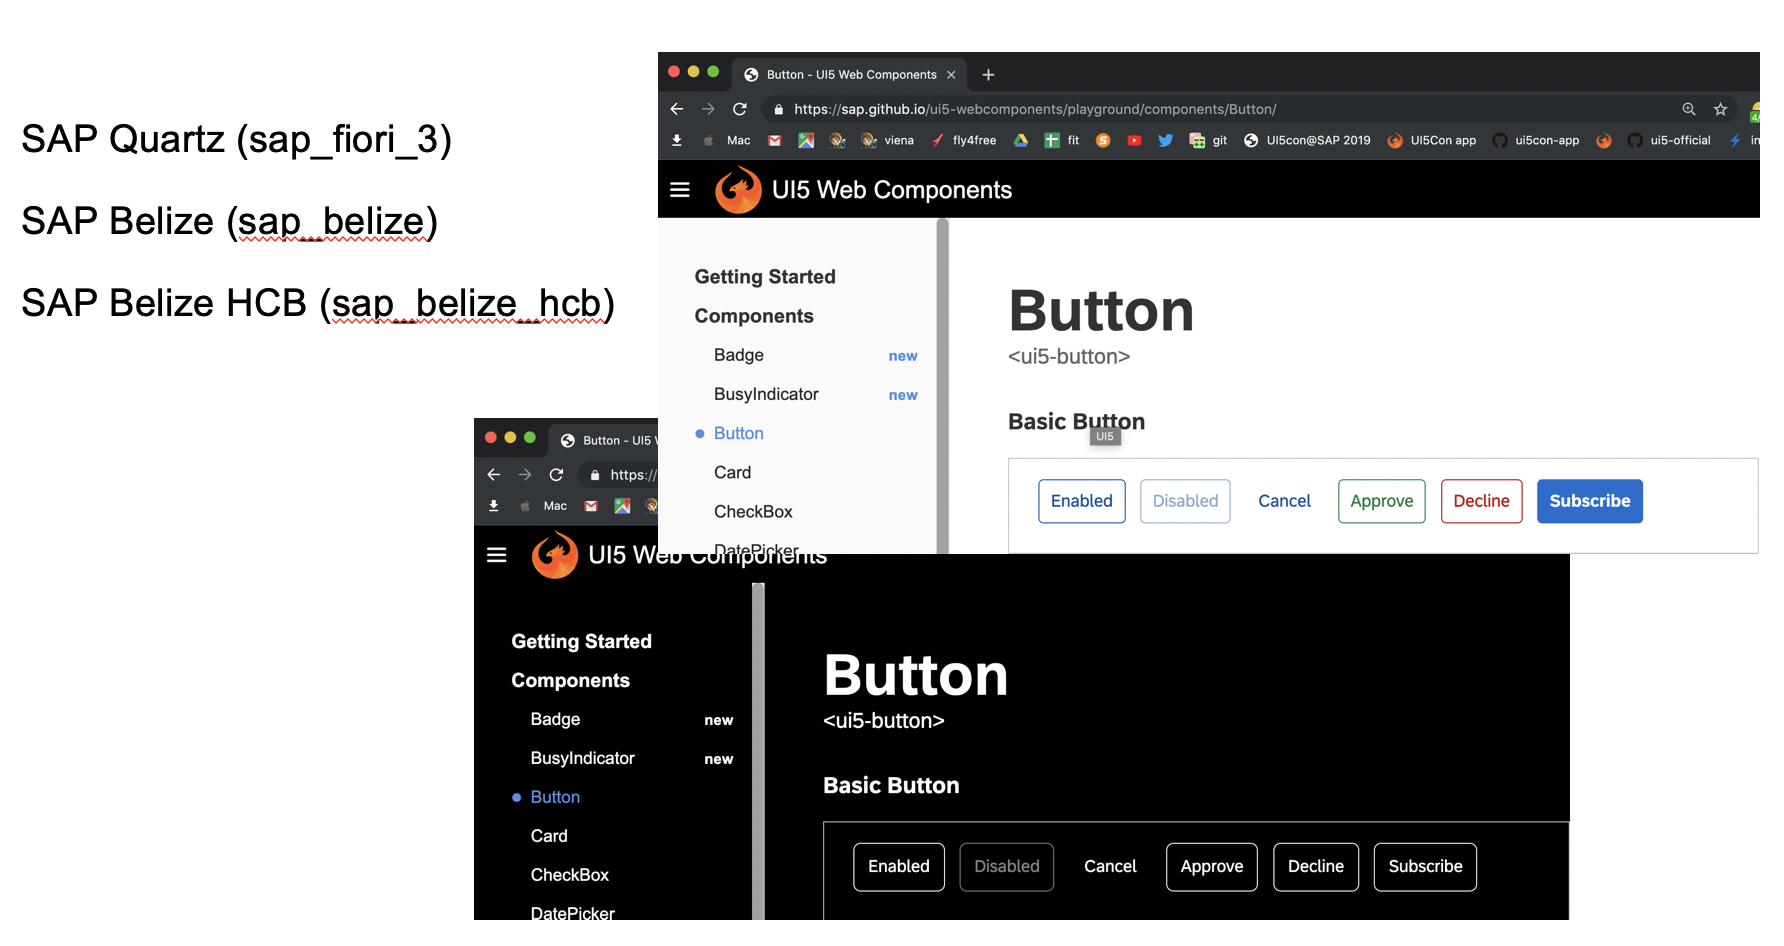 SAP Quartz (sap_fiori_3)
SAP Belize (sap_belize)
SAP Belize HCB (sap_belize_hcb)
Button - UI5 Web Components
https://sap.github.io/ui5-webcomponents/playground/components/Button/
Mac viena fly4free fit git UI5con@SAP 2019 UI5Con app ui5con-app ui5-official in
UI5 Web Components
Getting Started
Components
Badge new
BusyIndicator new
Button
Card
CheckBox
DatePicker
Button
<ui5-button>
Basic Button
UI5
Enabled Disabled Cancel Approve Decline Subscribe
Button - UI5
https://
Mac
UI5 Web Components
Getting Started
Components
Badge new
BusyIndicator new
Button
Card
CheckBox
DatePicker
Button
<ui5-button>
Basic Button
Enabled Disabled Cancel Approve Decline Subscribe